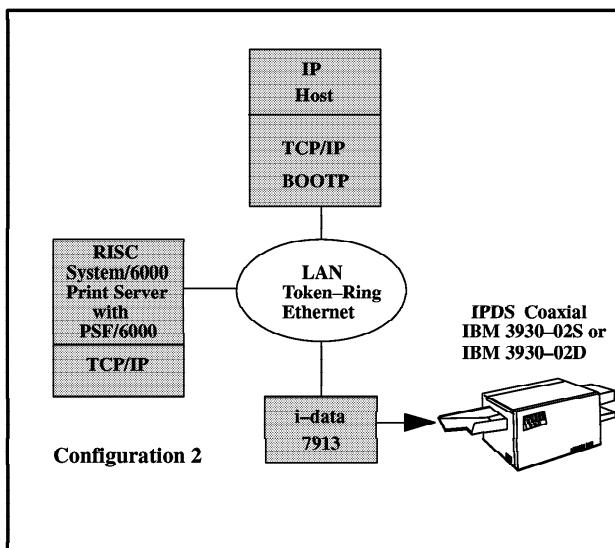 IP
Host
TCP/IP
BOOTP
RISC
System/6000
Print Server
with
PSF/6000
TCP/IP
LAN
Token–Ring
Ethernet
IPDS Coaxial
IBM 3930–02S or
IBM 3930–02D
i–data
7913
Configuration 2